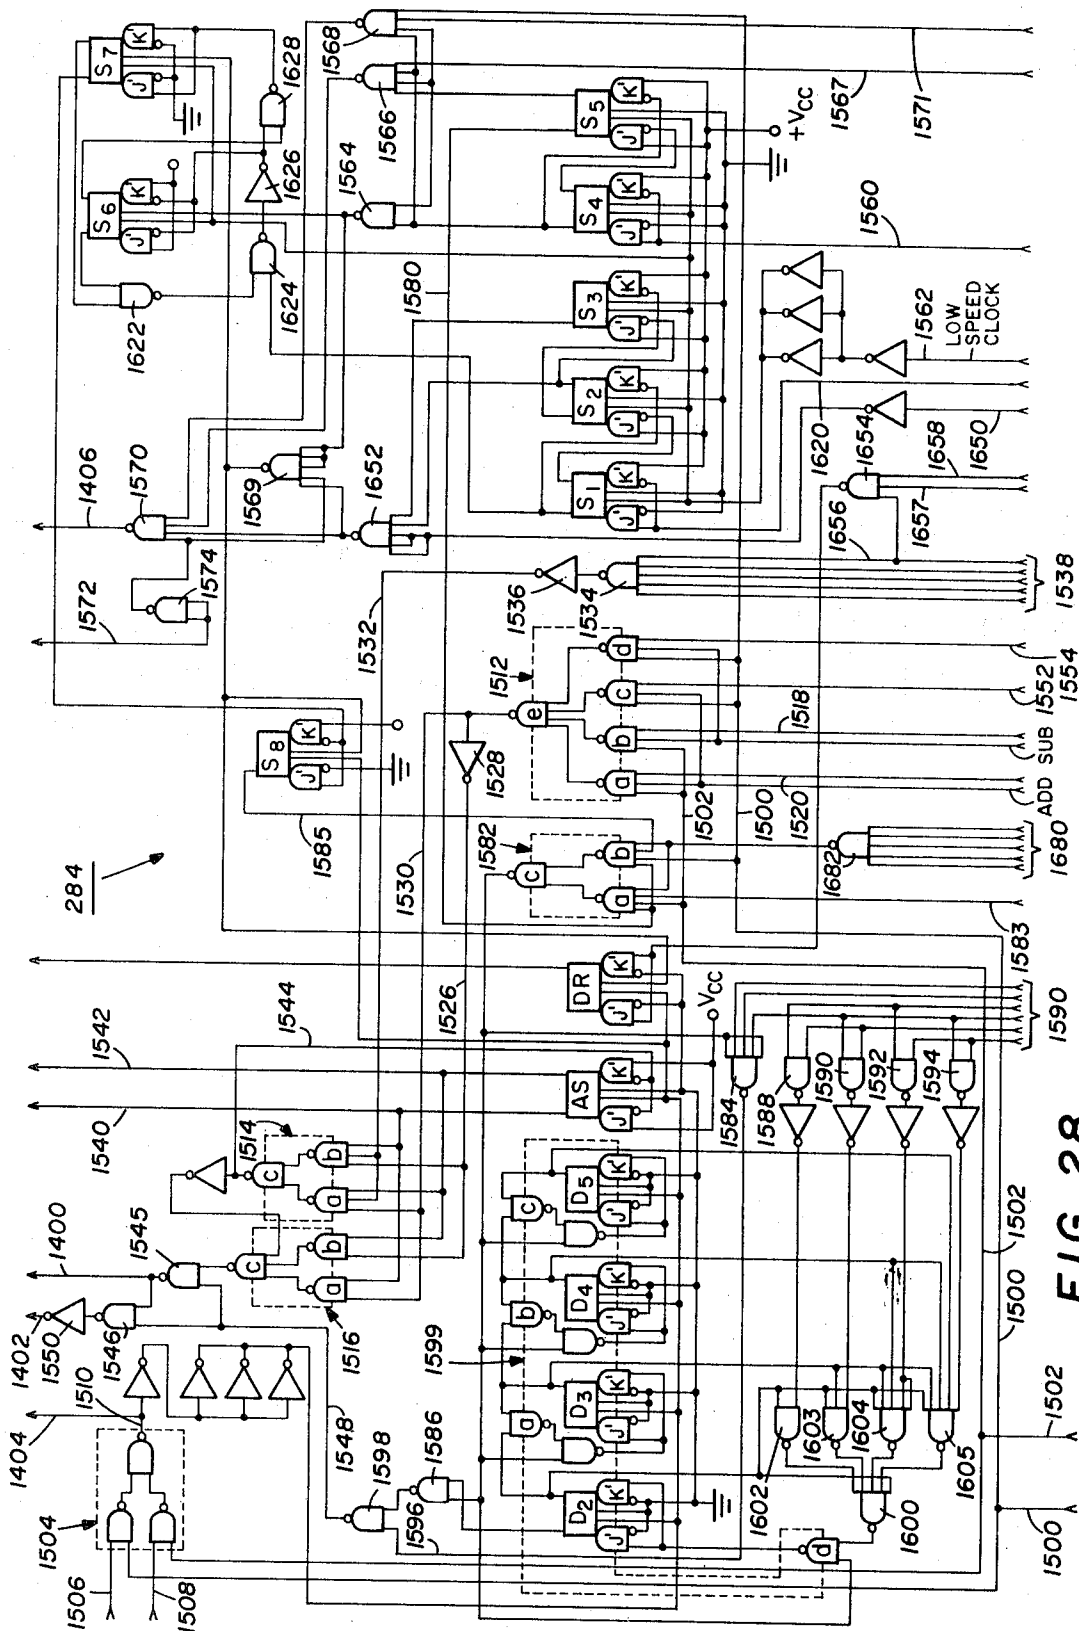 284
1506
1508
1504
1404
1510
1402
1550
1546
1400
1545
1548
1598
1596
1586
1516
c
a
b
1514
c
a
b
1540
1542
1544
1526
1530
1532
1585
S8
J'
K'
1572
1574
1570
1406
1569
1652
1622
1624
1626
1628
S6
J'
K'
S7
J'
K'
1564
1566
1568
1580
1599
a
b
c
d
D2
J'
K'
D3
J'
K'
D4
J'
K'
D5
J'
K'
AS
J'
K'
VCC
DR
J'
K'
1582
c
a
b
1528
1512
e
a
b
c
d
1536
1534
S1
J'
K'
S2
J'
K'
S3
J'
K'
S4
J'
K'
S5
J'
K'
+VCC
1602
1603
1604
1605
1600
1584
1588
1590
1592
1594
1502
1500
1502
1500
1520
1518
1682
1656
1654
1657
1658
1650
1620
1562
LOW
SPEED
CLOCK
1560
1567
1571
1500
1502
1590
1583
1680
ADD
SUB
1552
1554
1538
FIG. 28